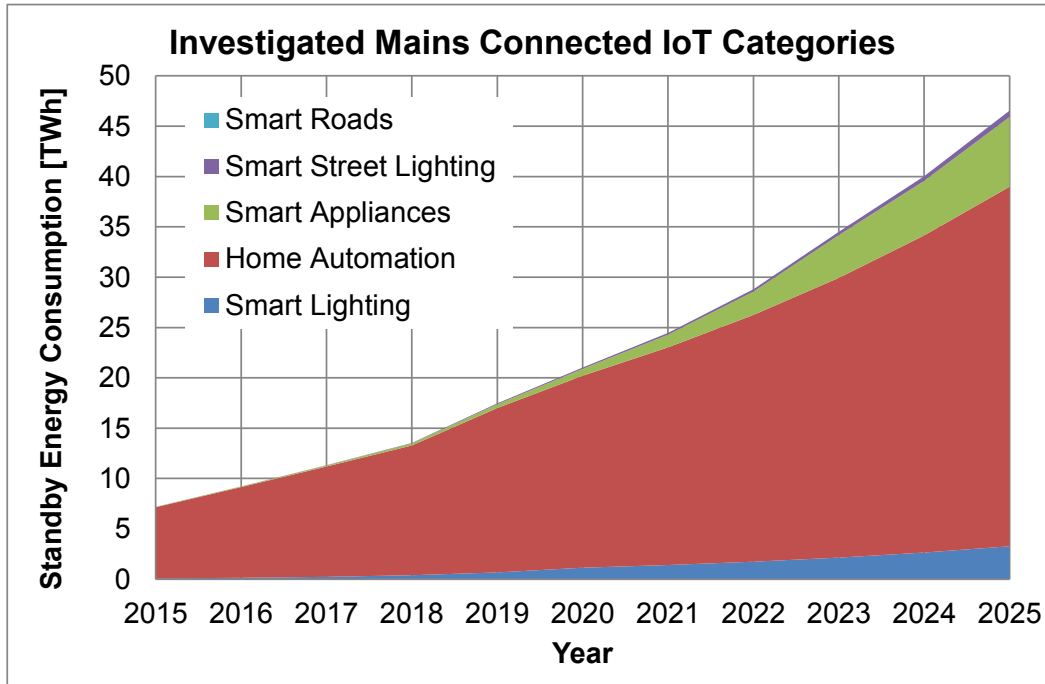 Investigated Mains Connected IoT Categories
Standby Energy Consumption [TWh]
50
45
40
35
30
25
20
15
10
5
0
Smart Roads
Smart Street Lighting
Smart Appliances
Home Automation
Smart Lighting
2015 2016 2017 2018 2019 2020 2021 2022 2023 2024 2025
Year